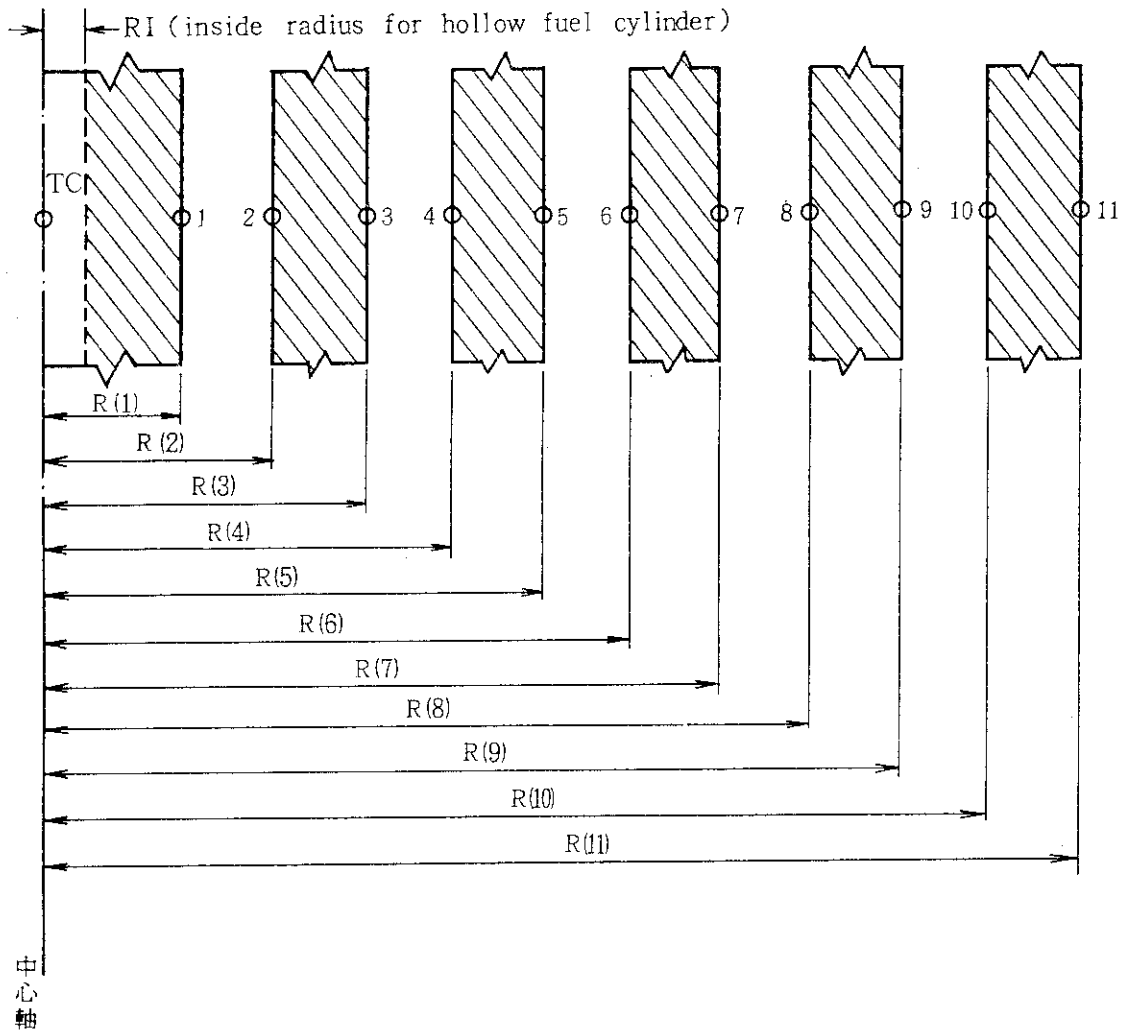 RI (inside radius for hollow fuel cylinder)
TC
1 2 3 4 5 6 7 8 9 10 11
R(1)
R(2)
R(3)
R(4)
R(5)
R(6)
R(7)
R(8)
R(9)
R(10)
R(11)
中心軸